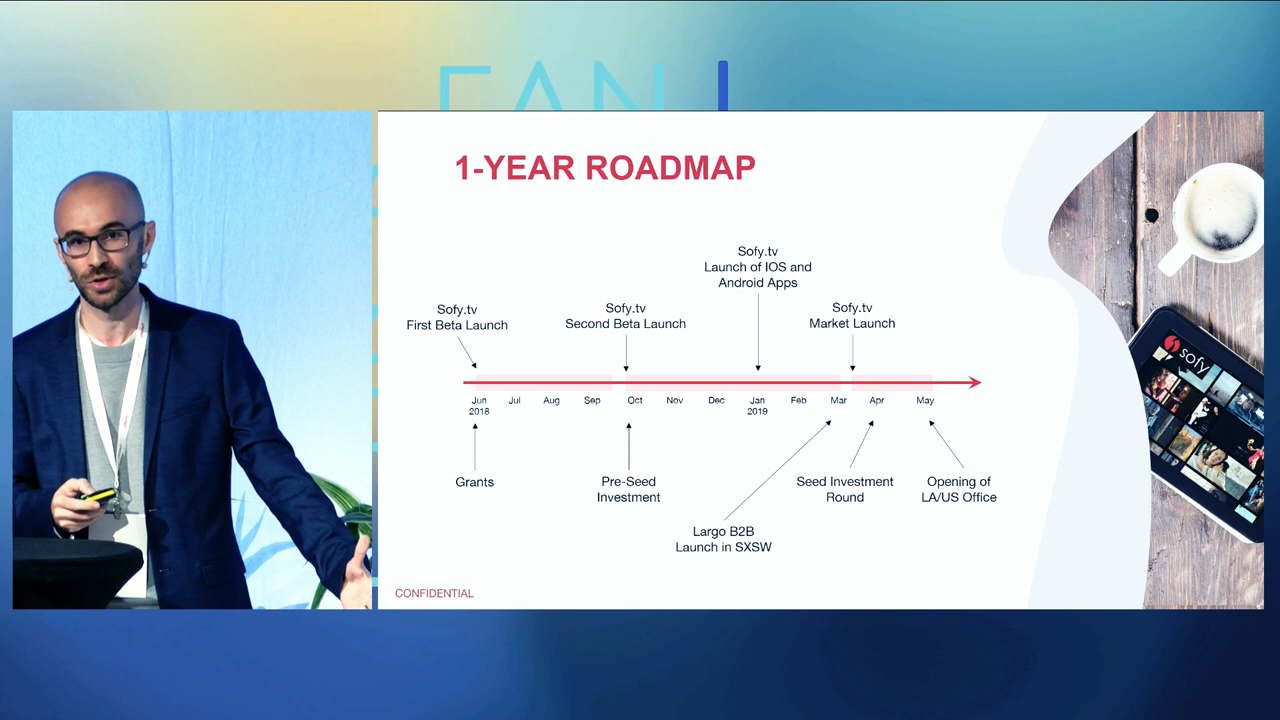 1-YEAR ROADMAP
Sofy.tv
Launch of IOS and
Android Apps
Sofy.tv
First Beta Launch
Sofy.tv
Second Beta Launch
Sofy.tv
Market Launch
Jun
2018
Jul
Aug
Sep
Oct
Nov
Dec
Jan
2019
Feb
Mar
Apr
May
Grants
Pre-Seed
Investment
Seed Investment
Round
Opening of
LA/US Office
Largo B2B
Launch in SXSW
CONFIDENTIAL
sofy